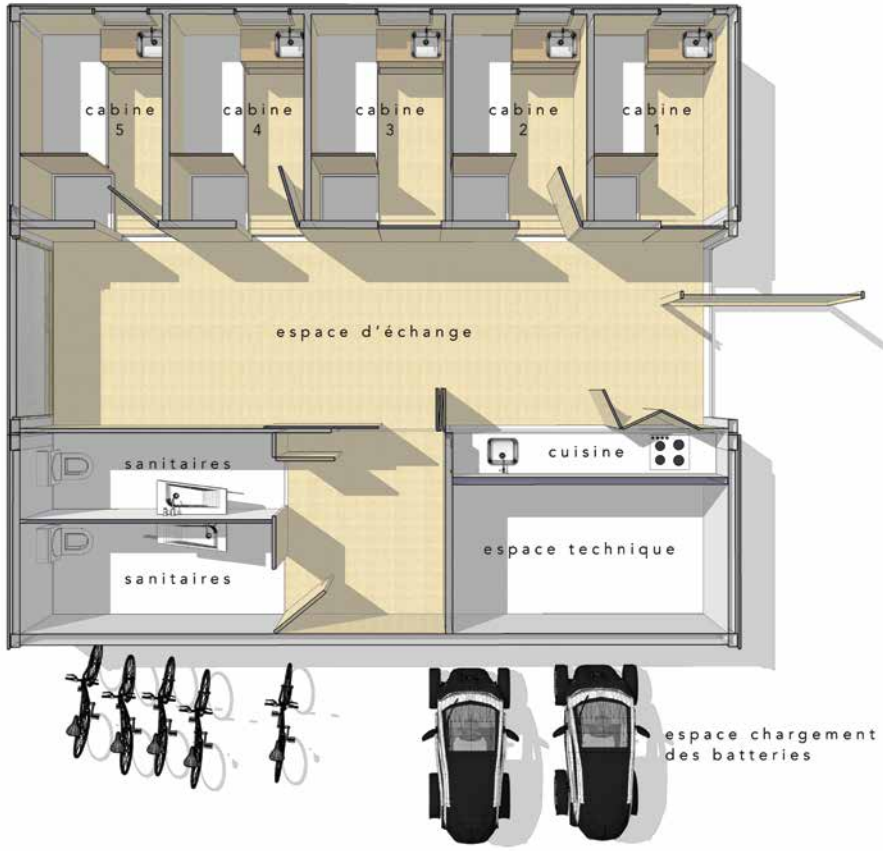 cabine
5
cabine
4
cabine
3
cabine
2
cabine
1
espace d'échange
sanitaires
cuisine
espace technique
sanitaires
espace chargement
des batteries